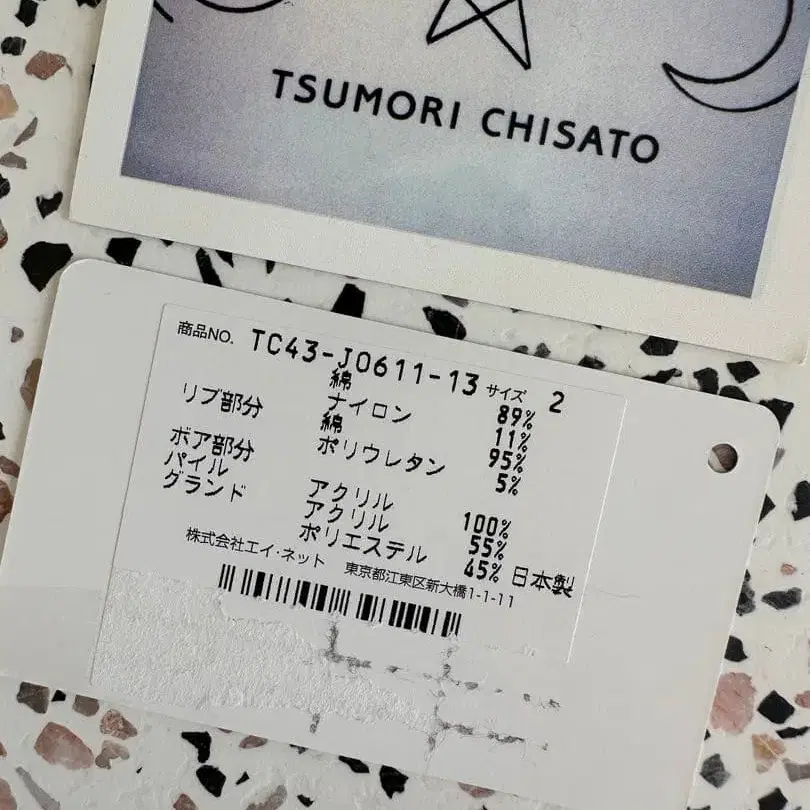 TSUMORI CHISATO
商品NO. TC43-J0611-13 サイズ 2
綿 89%
ナイロン 11%
リブ部分 綿 95%
ポリウレタン 5%
ボア部分
パイル アクリル 100%
グランド アクリル 55%
ポリエステル 45% 日本製
株式会社エイ・ネット 東京都江東区新大橋1-1-11